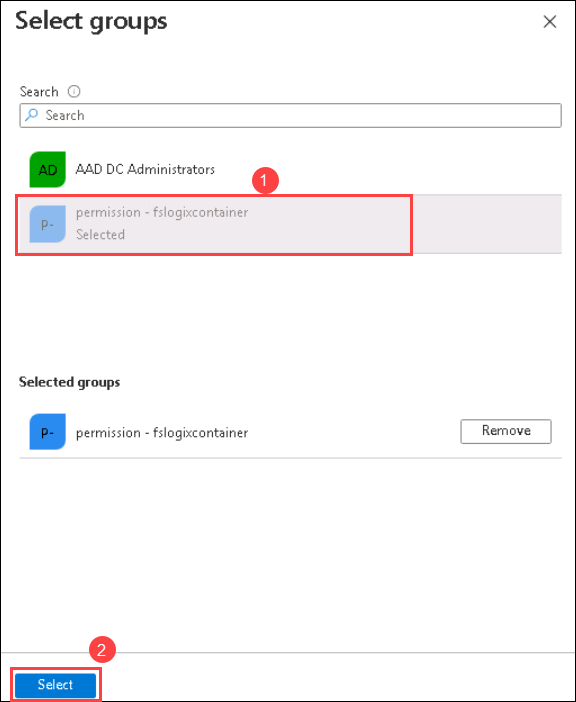 Select groups
Search
Search
AD
AAD DC Administrators
1
P-
permission - fslogixcontainer
Selected
Selected groups
P-
permission - fslogixcontainer
Remove
2
Select